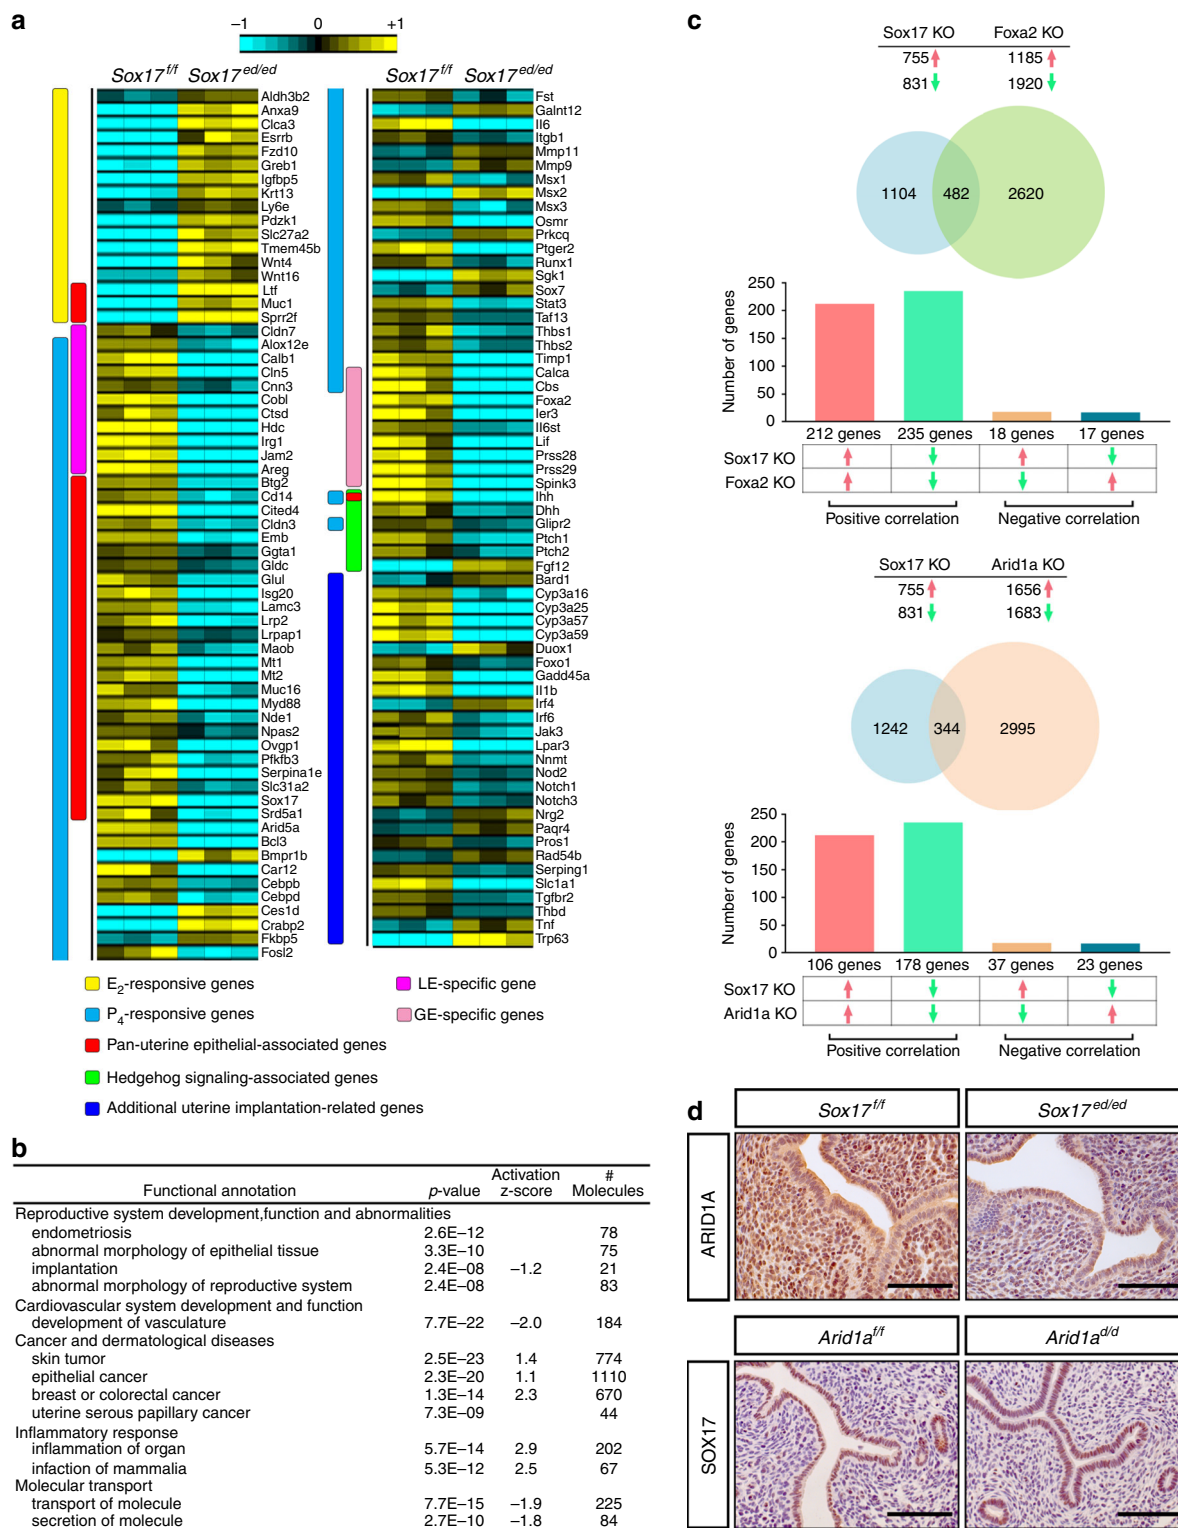 a
−1 0 +1
Sox17 f/f Sox17 ed/ed
Aldh3b2
Anxa9
Clca3
Esrrb
Fzd10
Greb1
Igfbp5
Krt13
Ly6e
Pdzk1
Slc27a2
Tmem45b
Wnt4
Wnt16
Ltf
Muc1
Sprr2f
Cldn7
Alox12e
Calb1
Cln5
Cnn3
Cobl
Ctsd
Hdc
Irg1
Jam2
Areg
Btg2
Cd14
Cited4
Cldn3
Emb
Ggta1
Gldc
Glul
Isg20
Lamc3
Lrp2
Lrpap1
Maob
Mt1
Mt2
Muc16
Myd88
Nde1
Npas2
Ovgp1
Pfkfb3
Serpina1e
Slc31a2
Sox17
Srd5a1
Arid5a
Bcl3
Bmpr1b
Car12
Cebpb
Cebpd
Ces1d
Crabp2
Fkbp5
Fosl2
Sox17 f/f Sox17 ed/ed
Fst
Galnt12
Il6
Itgb1
Mmp11
Mmp9
Msx1
Msx2
Msx3
Osmr
Prkcq
Ptger2
Runx1
Sgk1
Sox7
Stat3
Taf13
Thbs1
Thbs2
Timp1
Calca
Cbs
Foxa2
Ier3
Il6st
Lif
Prss28
Prss29
Spink3
Ihh
Dhh
Glipr2
Ptch1
Ptch2
Fgf12
Bard1
Cyp3a16
Cyp3a25
Cyp3a57
Cyp3a59
Duox1
Foxo1
Gadd45a
Il1b
Irf4
Irf6
Jak3
Lpar3
Nnmt
Nod2
Notch1
Notch3
Nrg2
Paqr4
Pros1
Rad54b
Serping1
Slc1a1
Tgfbr2
Thbd
Tnf
Trp63
E2-responsive genes
P4-responsive genes
Pan-uterine epithelial-associated genes
Hedgehog signaling-associated genes
Additional uterine implantation-related genes
LE-specific gene
GE-specific genes
b
Functional annotation p-value Activation z-score # Molecules
Reproductive system development,function and abnormalities
endometriosis 2.6E−12 78
abnormal morphology of epithelial tissue 3.3E−10 75
implantation 2.4E−08 −1.2 21
abnormal morphology of reproductive system 2.4E−08 83
Cardiovascular system development and function
development of vasculature 7.7E−22 −2.0 184
Cancer and dermatological diseases
skin tumor 2.5E−23 1.4 774
epithelial cancer 2.3E−20 1.1 1110
breast or colorectal cancer 1.3E−14 2.3 670
uterine serous papillary cancer 7.3E−09 44
Inflammatory response
inflammation of organ 5.7E−14 2.9 202
infaction of mammalia 5.3E−12 2.5 67
Molecular transport
transport of molecule 7.7E−15 −1.9 225
secretion of molecule 2.7E−10 −1.8 84
c
Sox17 KO Foxa2 KO
755 1185
831 1920
1104 482 2620
Number of genes
250
200
150
100
50
0
212 genes 235 genes 18 genes 17 genes
Sox17 KO
Foxa2 KO
Positive correlation Negative correlation
Sox17 KO Arid1a KO
755 1656
831 1683
1242 344 2995
Number of genes
250
200
150
100
50
0
106 genes 178 genes 37 genes 23 genes
Sox17 KO
Arid1a KO
Positive correlation Negative correlation
d
Sox17 f/f Sox17 ed/ed
ARID1A
Arid1a f/f Arid1a d/d
SOX17